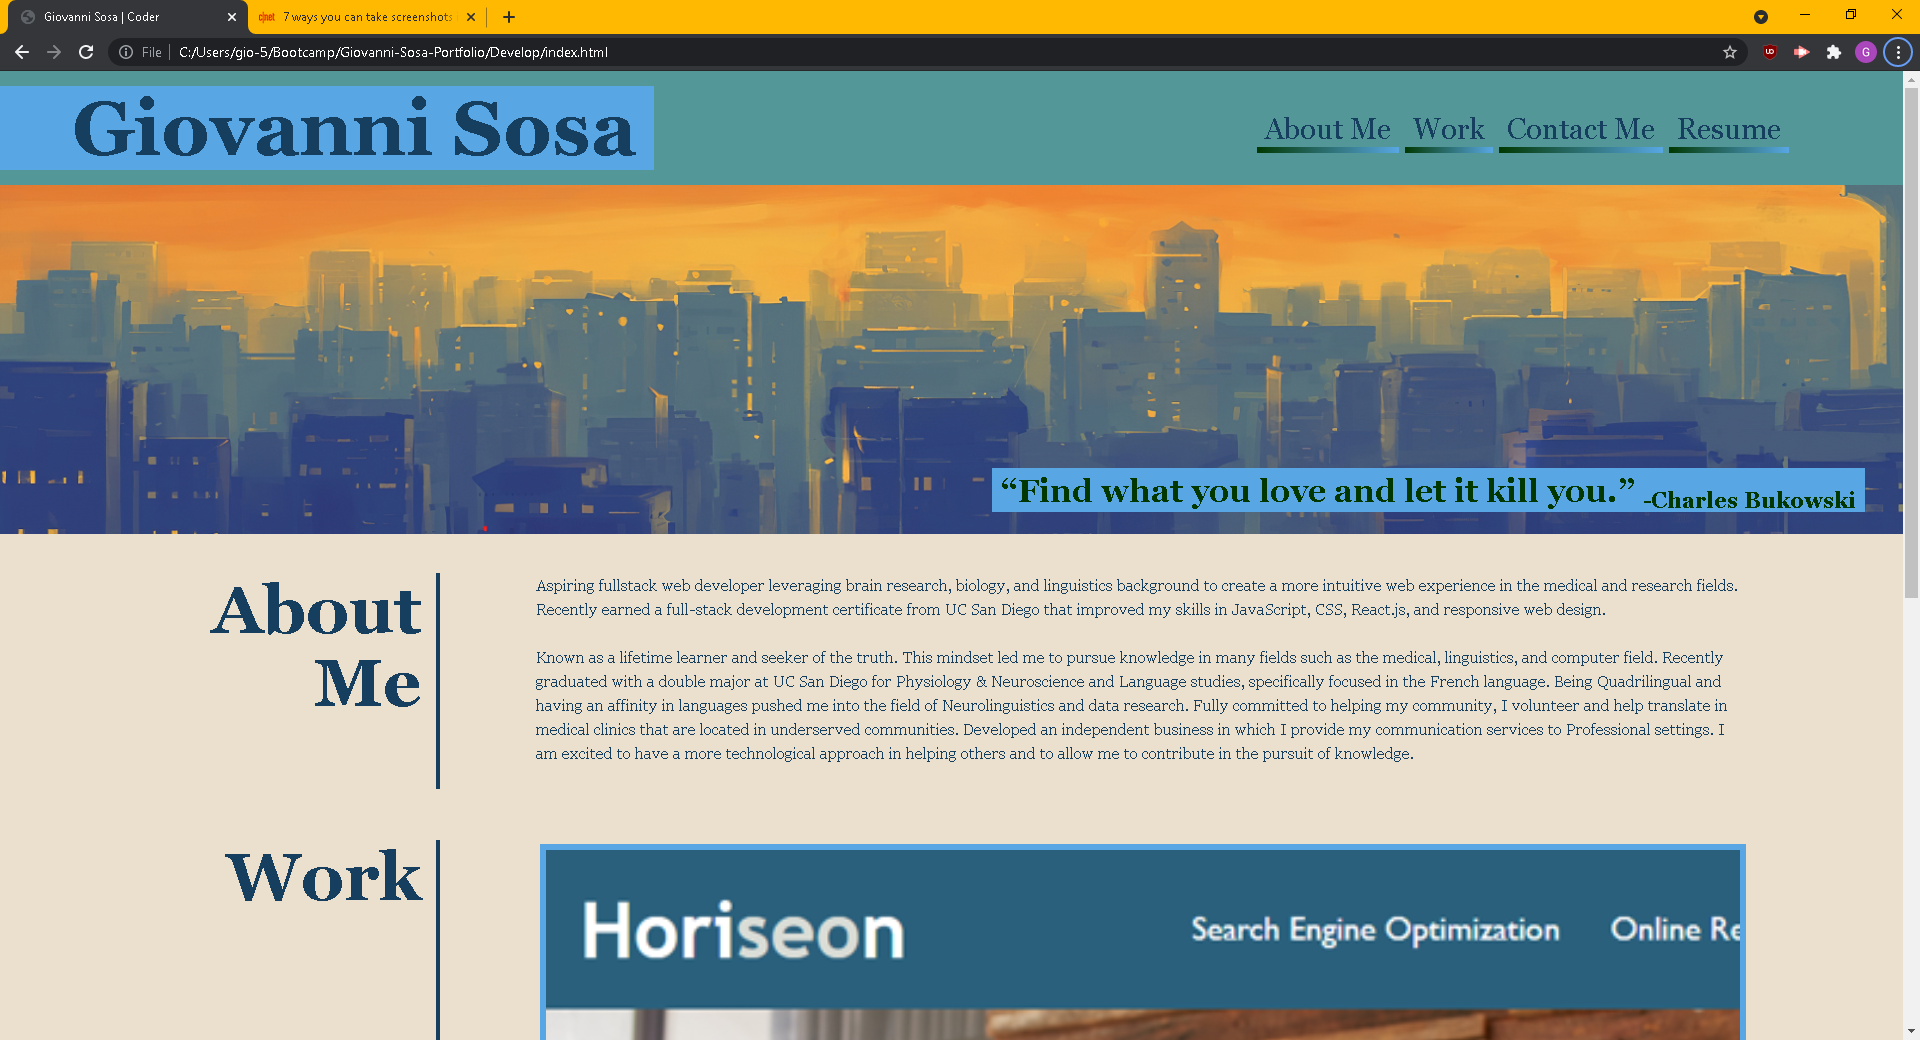 Giovanni Sosa | Coder
c|net 7 ways you can take screenshots
File | C:/Users/gio-5/Bootcamp/Giovanni-Sosa-Portfolio/Develop/index.html
UD
G
Giovanni Sosa
About Me Work Contact Me Resume
“Find what you love and let it kill you.” -Charles Bukowski
About
Me
Aspiring fullstack web developer leveraging brain research, biology, and linguistics background to create a more intuitive web experience in the medical and research fields.
Recently earned a full-stack development certificate from UC San Diego that improved my skills in JavaScript, CSS, React.js, and responsive web design.
Known as a lifetime learner and seeker of the truth. This mindset led me to pursue knowledge in many fields such as the medical, linguistics, and computer field. Recently
graduated with a double major at UC San Diego for Physiology & Neuroscience and Language studies, specifically focused in the French language. Being Quadrilingual and
having an affinity in languages pushed me into the field of Neurolinguistics and data research. Fully committed to helping my community, I volunteer and help translate in
medical clinics that are located in underserved communities. Developed an independent business in which I provide my communication services to Professional settings. I
am excited to have a more technological approach in helping others and to allow me to contribute in the pursuit of knowledge.
Work
Horiseon
Search Engine Optimization Online Re